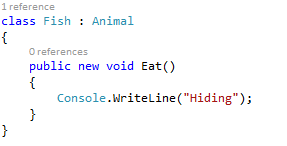 1 reference
class Fish : Animal
{
0 references
public new void Eat()
{
Console.WriteLine("Hiding");
}
}